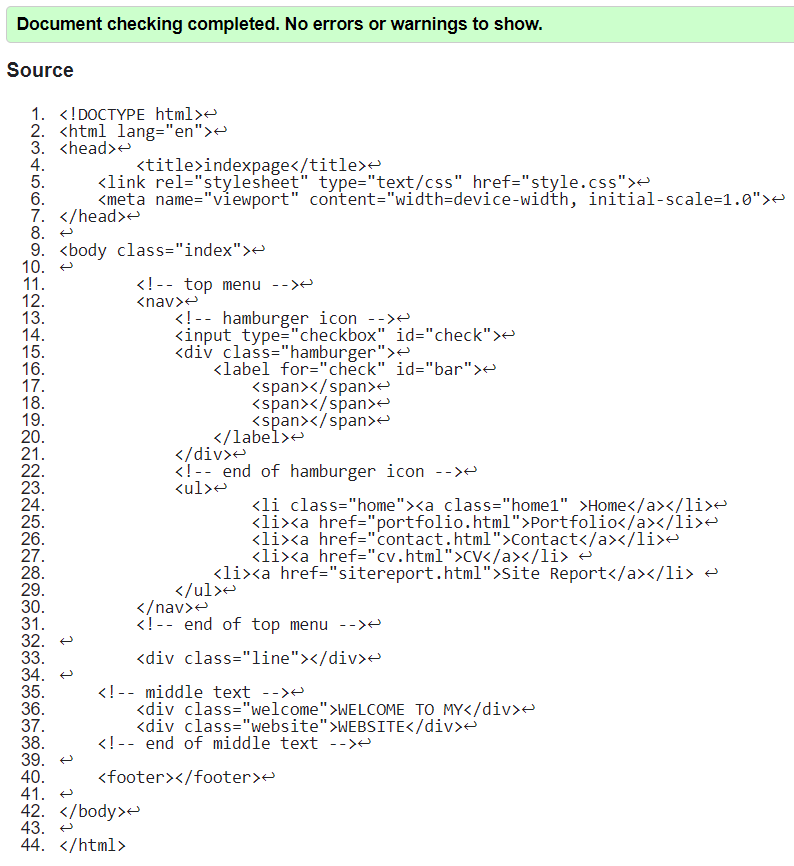 Document checking completed. No errors or warnings to show.
Source
1. <!DOCTYPE html>↩
2. <html lang="en">↩
3. <head>↩
4.         <title>indexpage</title>↩
5.     <link rel="stylesheet" type="text/css" href="style.css">↩
6.     <meta name="viewport" content="width=device-width, initial-scale=1.0">↩
7. </head>↩
8. ↩
9. <body class="index">↩
10. ↩
11.         <!-- top menu -->↩
12.         <nav>↩
13.             <!-- hamburger icon -->↩
14.             <input type="checkbox" id="check">↩
15.             <div class="hamburger">↩
16.                 <label for="check" id="bar">↩
17.                     <span></span>↩
18.                     <span></span>↩
19.                     <span></span>↩
20.                 </label>↩
21.             </div>↩
22.             <!-- end of hamburger icon -->↩
23.             <ul>↩
24.                     <li class="home"><a class="home1" >Home</a></li>↩
25.                     <li><a href="portfolio.html">Portfolio</a></li>↩
26.                     <li><a href="contact.html">Contact</a></li>↩
27.                     <li><a href="cv.html">CV</a></li> ↩
28.                 <li><a href="sitereport.html">Site Report</a></li> ↩
29.             </ul>↩
30.         </nav>↩
31.         <!-- end of top menu -->↩
32. ↩
33.         <div class="line"></div>↩
34. ↩
35.     <!-- middle text -->↩
36.         <div class="welcome">WELCOME TO MY</div>↩
37.         <div class="website">WEBSITE</div>↩
38.     <!-- end of middle text -->↩
39. ↩
40.     <footer></footer>↩
41. ↩
42. </body>↩
43. ↩
44. </html>